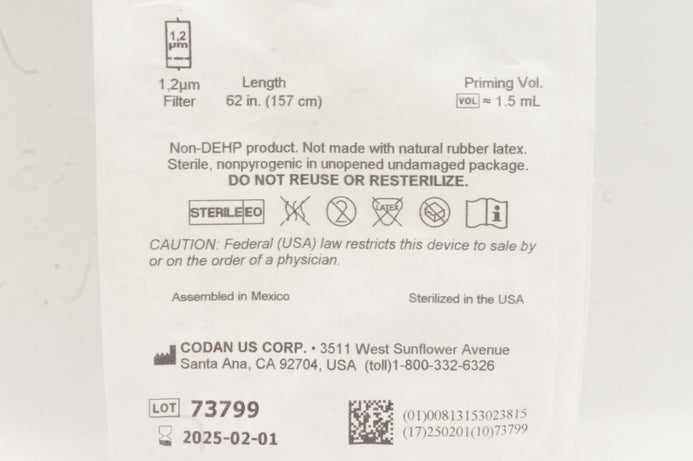 1,2
µm
1,2µm
Filter
Length
62 in. (157 cm)
Priming Vol.
VOL ≈ 1.5 mL
Non-DEHP product. Not made with natural rubber latex.
Sterile, nonpyrogenic in unopened undamaged package.
DO NOT REUSE OR RESTERILIZE.
STERILE EO
2
LATEX
i
CAUTION: Federal (USA) law restricts this device to sale by
or on the order of a physician.
Assembled in Mexico
Sterilized in the USA
CODAN US CORP. • 3511 West Sunflower Avenue
Santa Ana, CA 92704, USA (toll)1-800-332-6326
LOT 73799
2025-02-01
(01)00813153023815
(17)250201(10)73799